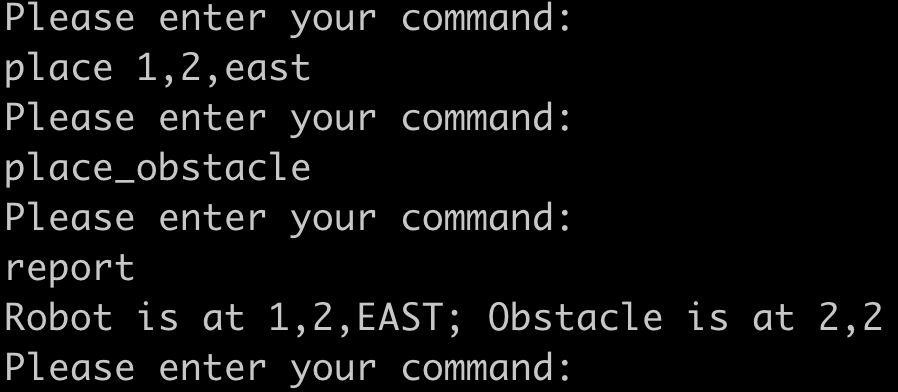 Please enter your command:
place 1,2,east
Please enter your command:
place_obstacle
Please enter your command:
report
Robot is at 1,2,EAST; Obstacle is at 2,2
Please enter your command: